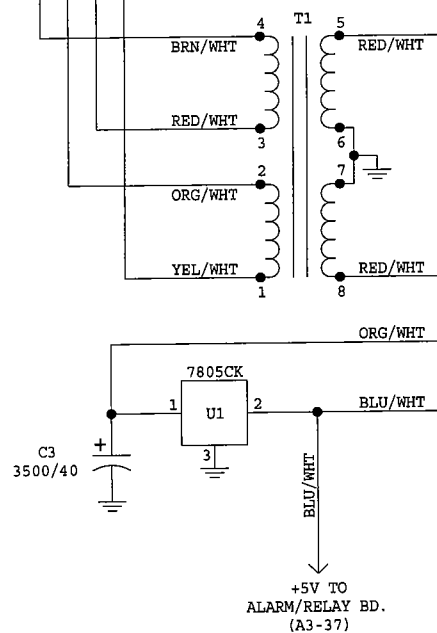 T1
4
5
BRN/WHT
RED/WHT
RED/WHT
3
6
2
7
ORG/WHT
YEL/WHT
RED/WHT
1
8
ORG/WHT
7805CK
1
U1
2
BLU/WHT
3
+
C3
3500/40
BLU/WHT
+5V TO
ALARM/RELAY BD.
(A3-37)